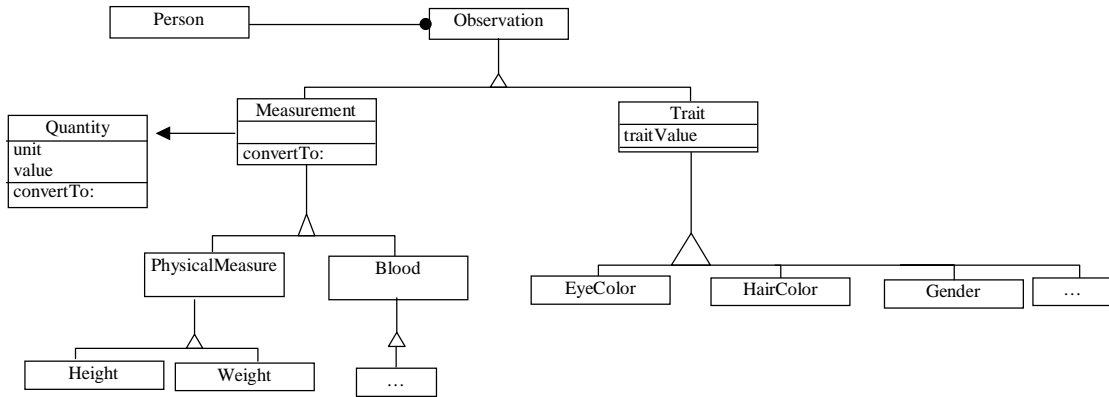 Person
Observation
Measurement
convertTo:
Trait
traitValue
Quantity
unit
value
convertTo:
PhysicalMeasure
Blood
EyeColor
HairColor
Gender
…
Height
Weight
…